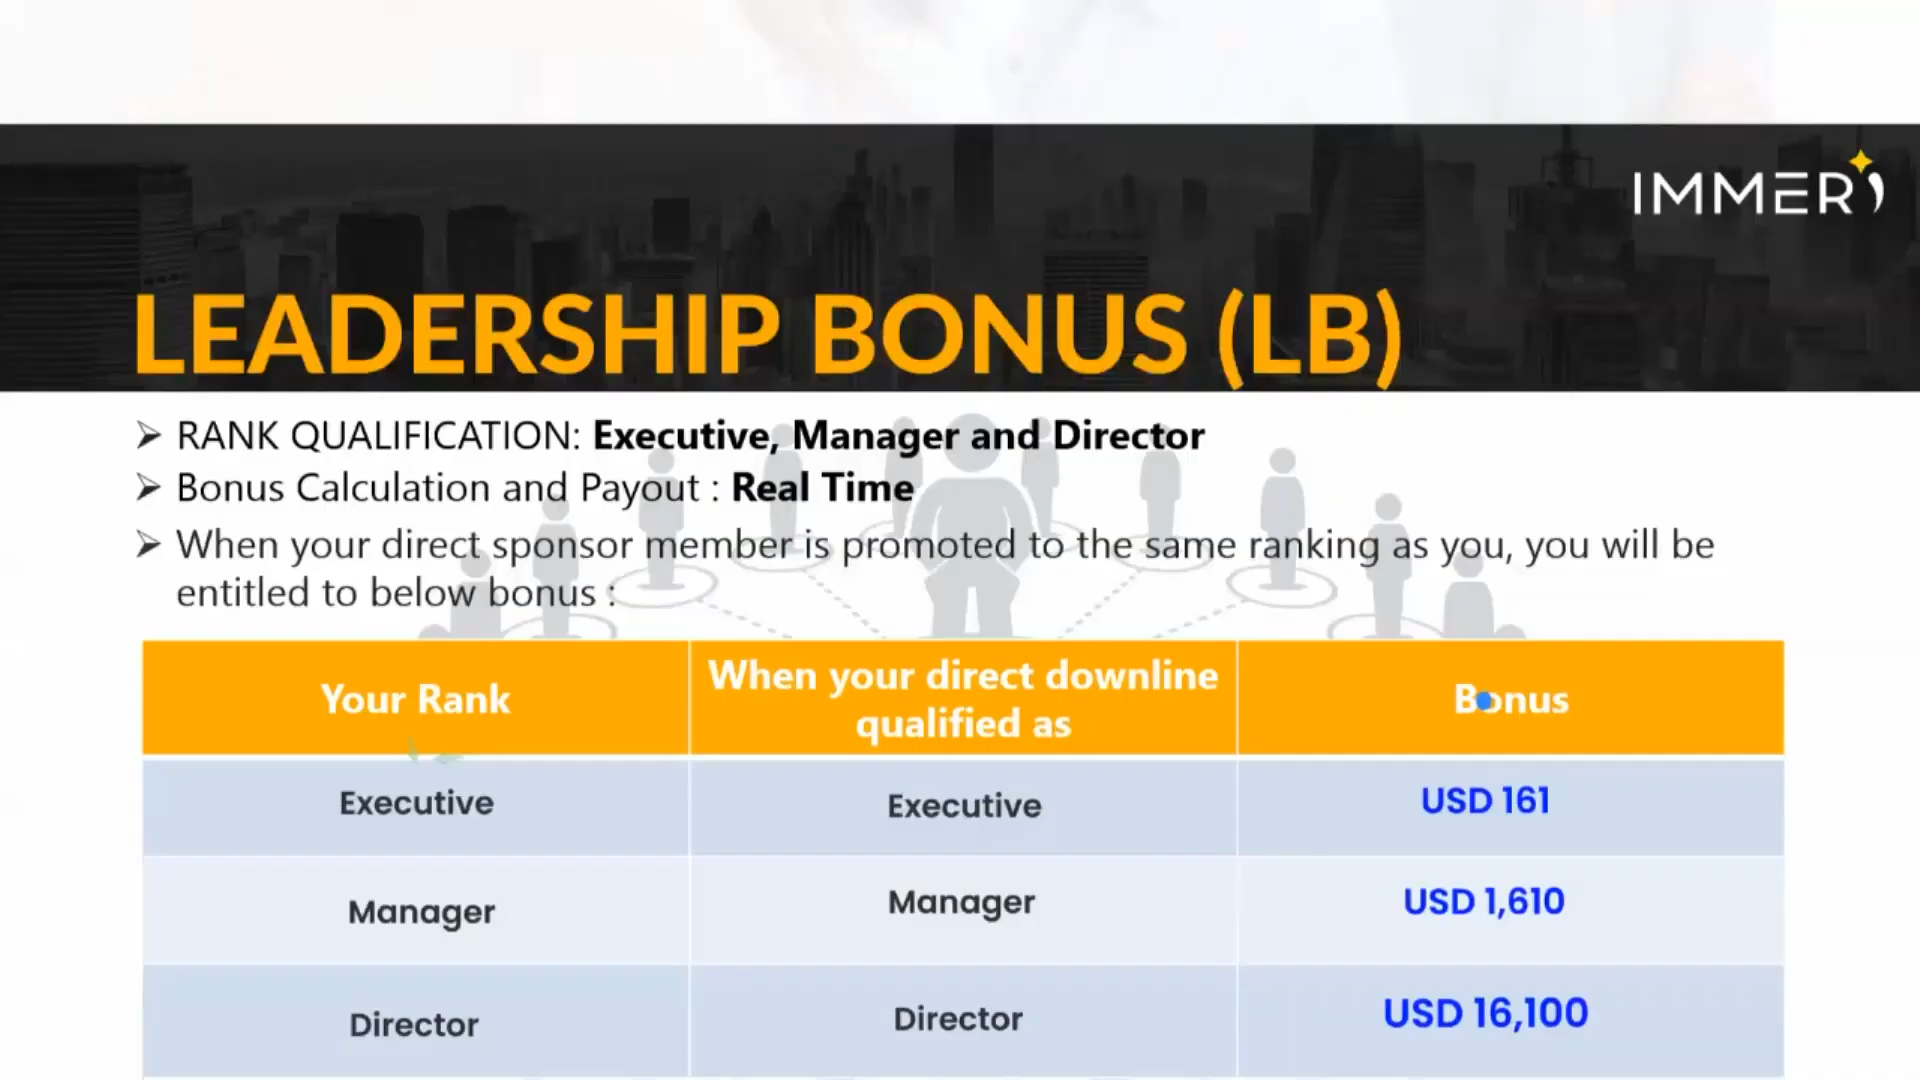 IMMER
LEADERSHIP BONUS (LB)
➢ RANK QUALIFICATION: Executive, Manager and Director
➢ Bonus Calculation and Payout : Real Time
➢ When your direct sponsor member is promoted to the same ranking as you, you will be
entitled to below bonus :
Your Rank
When your direct downline
qualified as
Bonus
Executive
Executive
USD 161
Manager
Manager
USD 1,610
Director
Director
USD 16,100